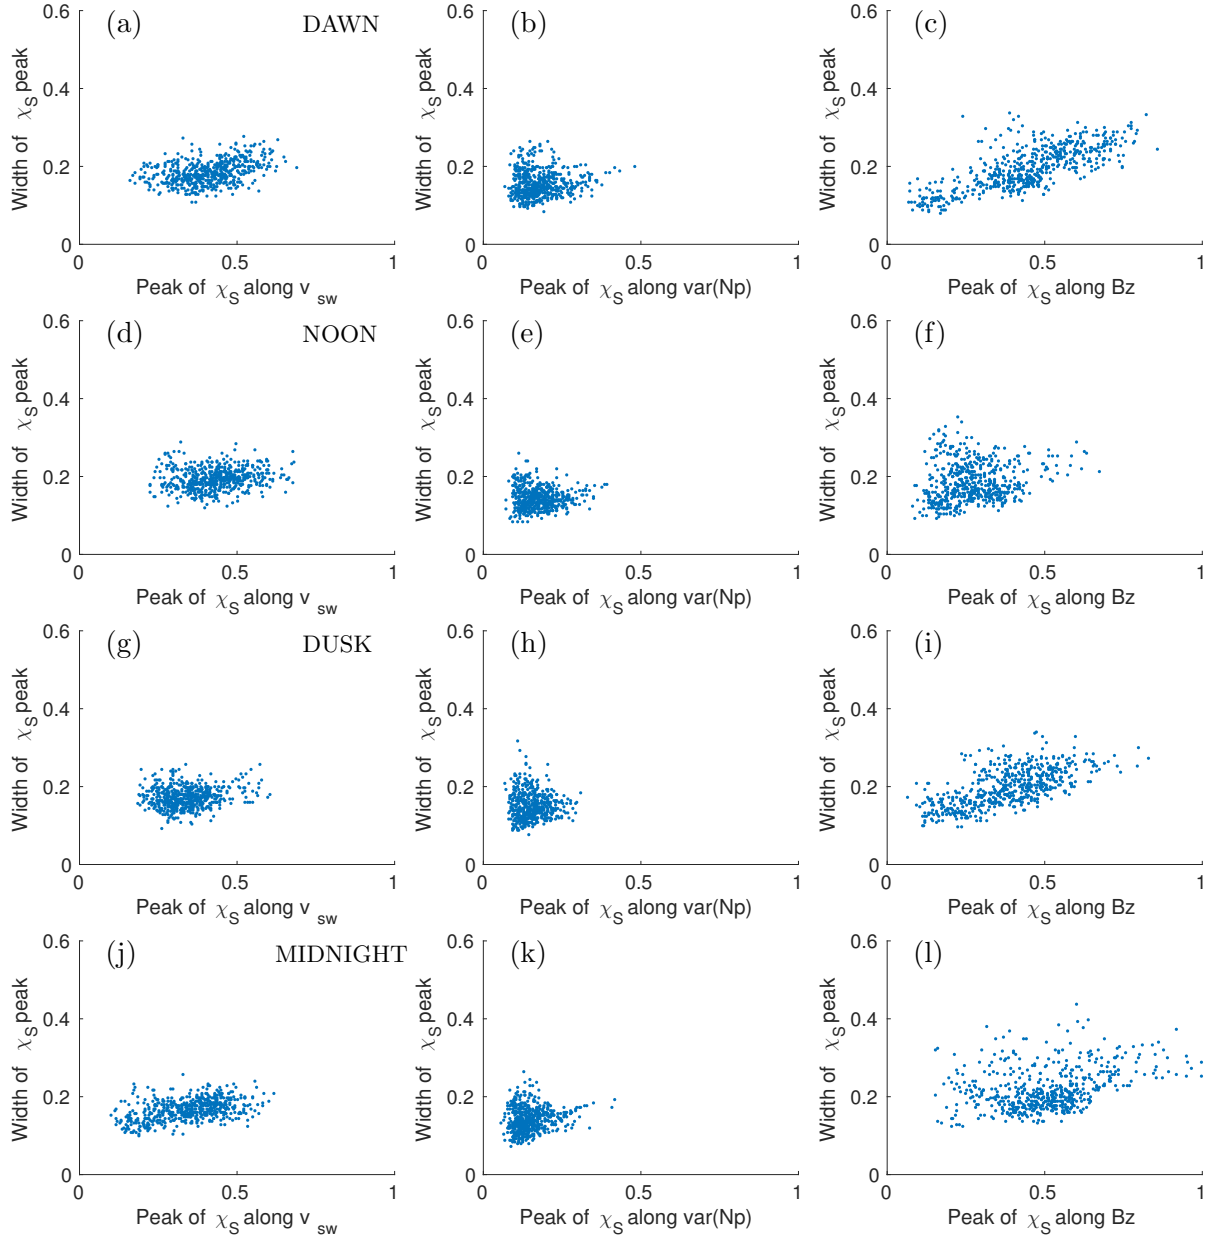 (a) DAWN
0.6
0.4
0.2
0
0 0.5 1
Width of χS peak
Peak of χS along v sw
(b)
0.6
0.4
0.2
0
0 0.5 1
Width of χS peak
Peak of χS along var(Np)
(c)
0.6
0.4
0.2
0
0 0.5 1
Width of χS peak
Peak of χS along Bz
(d) NOON
0.6
0.4
0.2
0
0 0.5 1
Width of χS peak
Peak of χS along v sw
(e)
0.6
0.4
0.2
0
0 0.5 1
Width of χS peak
Peak of χS along var(Np)
(f)
0.6
0.4
0.2
0
0 0.5 1
Width of χS peak
Peak of χS along Bz
(g) DUSK
0.6
0.4
0.2
0
0 0.5 1
Width of χS peak
Peak of χS along v sw
(h)
0.6
0.4
0.2
0
0 0.5 1
Width of χS peak
Peak of χS along var(Np)
(i)
0.6
0.4
0.2
0
0 0.5 1
Width of χS peak
Peak of χS along Bz
(j) MIDNIGHT
0.6
0.4
0.2
0
0 0.5 1
Width of χS peak
Peak of χS along v sw
(k)
0.6
0.4
0.2
0
0 0.5 1
Width of χS peak
Peak of χS along var(Np)
(l)
0.6
0.4
0.2
0
0 0.5 1
Width of χS peak
Peak of χS along Bz